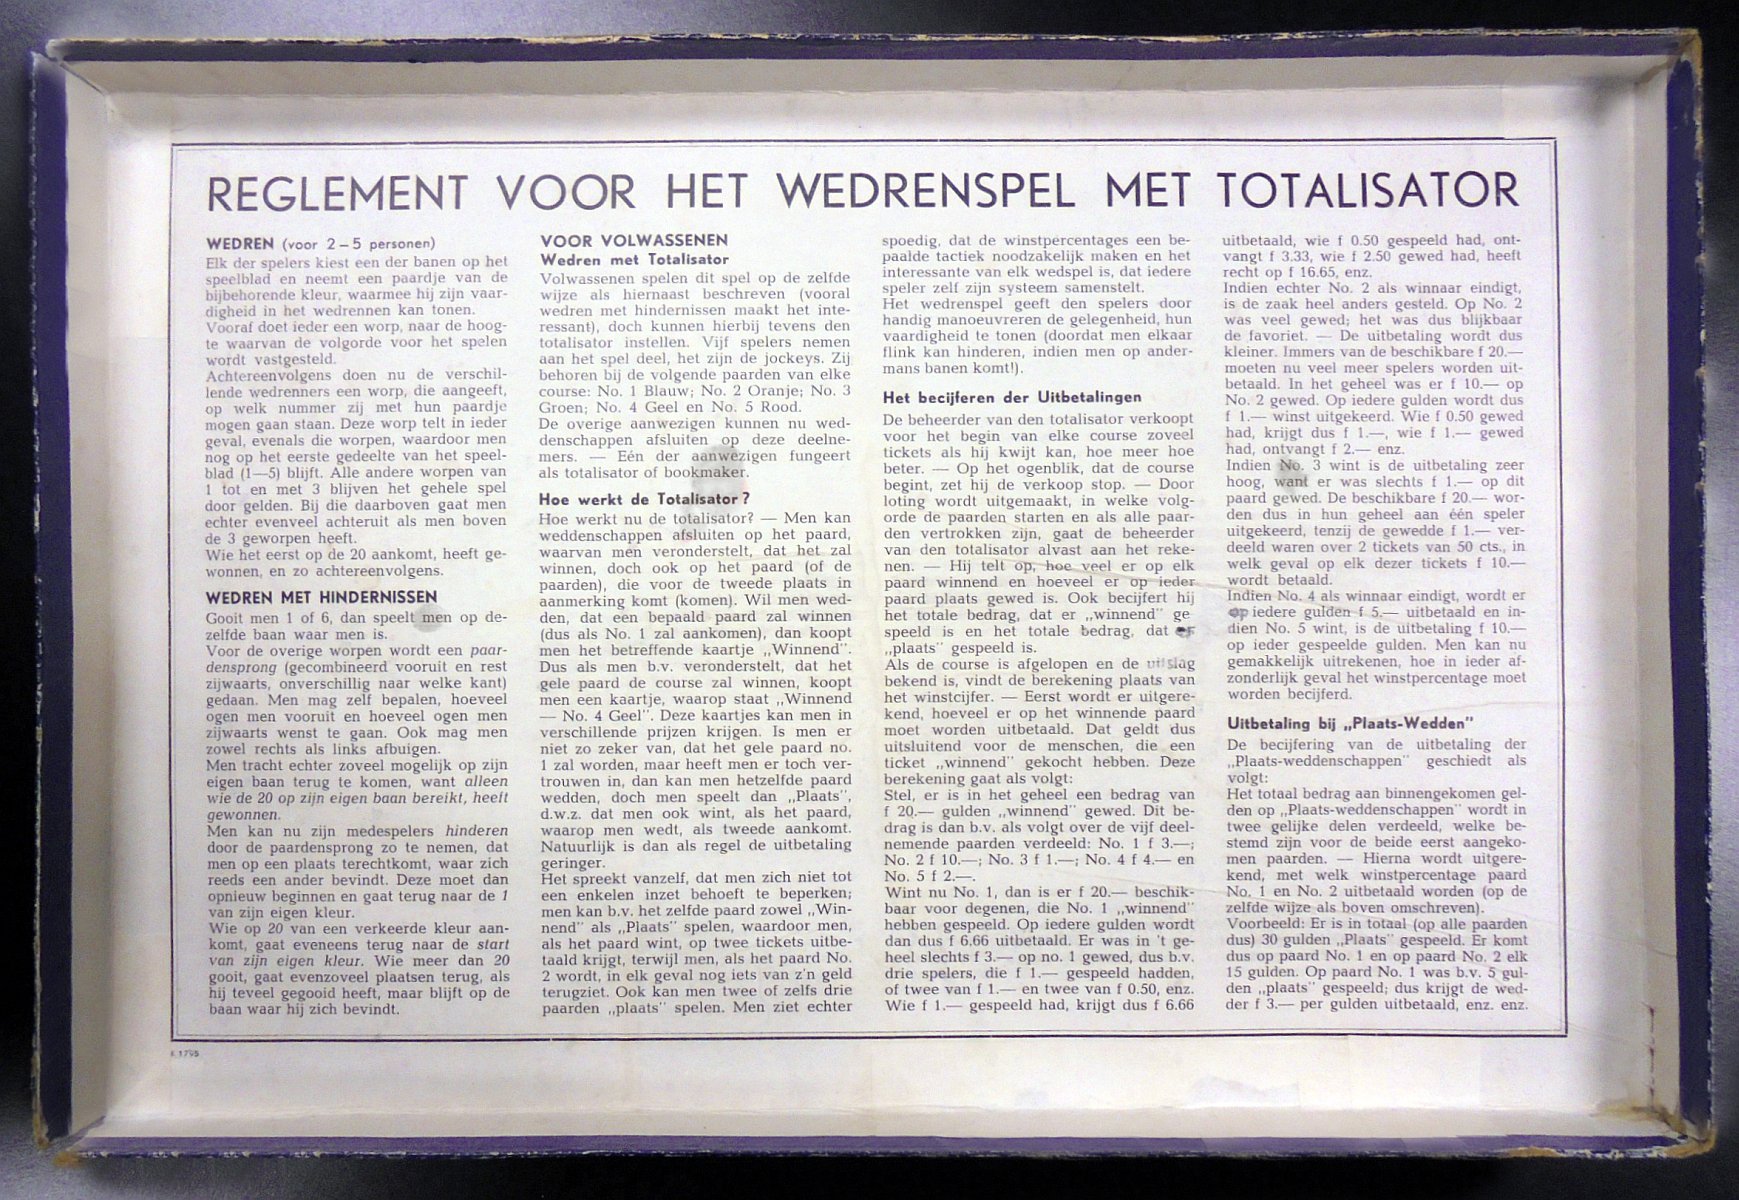 REGLEMENT VOOR HET WEDRENSPEL MET TOTALISATOR
WEDREN (voor 2–5 personen)
Elk der spelers kiest een der banen op het
speelblad en neemt een paardje van de
bijbehorende kleur, waarmee hij zijn vaar-
digheid in het wedrennen kan tonen.
Vooraf doet ieder een worp, naar de hoog-
te waarvan de volgorde voor het spelen
wordt vastgesteld.
Achtereenvolgens doen nu de verschil-
lende wedrenners een worp, die aangeeft,
op welk nummer zij met hun paardje
mogen gaan staan. Deze worp telt in ieder
geval, evenals die worpen, waardoor men
nog op het eerste gedeelte van het speel-
blad (1—5) blijft. Alle andere worpen van
1 tot en met 3 blijven het gehele spel
door gelden. Bij die daarboven gaat men
echter evenveel achteruit als men boven
de 3 geworpen heeft.
Wie het eerst op de 20 aankomt, heeft ge-
wonnen, en zo achtereenvolgens.
WEDREN MET HINDERNISSEN
Gooit men 1 of 6, dan speelt men op de-
zelfde baan waar men is.
Voor de overige worpen wordt een paar-
densprong (gecombineerd vooruit en rest
zijwaarts, onverschillig naar welke kant)
gedaan. Men mag zelf bepalen, hoeveel
ogen men vooruit en hoeveel ogen men
zijwaarts wenst te gaan. Ook mag men
zowel rechts als links afbuigen.
Men tracht echter zoveel mogelijk op zijn
eigen baan terug te komen, want alleen
wie de 20 op zijn eigen baan bereikt, heeft
gewonnen.
Men kan nu zijn medespelers hinderen
door de paardensprong zo te nemen, dat
men op een plaats terechtkomt, waar zich
reeds een ander bevindt. Deze moet dan
opnieuw beginnen en gaat terug naar de 1
van zijn eigen kleur.
Wie op 20 van een verkeerde kleur aan-
komt, gaat eveneens terug naar de start
van zijn eigen kleur. Wie meer dan 20
gooit, gaat evenzoveel plaatsen terug, als
hij teveel gegooid heeft, maar blijft op de
baan waar hij zich bevindt.
VOOR VOLWASSENEN
Wedren met Totalisator
Volwassenen spelen dit spel op de zelfde
wijze als hiernaast beschreven (vooral
wedren met hindernissen maakt het inte-
ressant), doch kunnen hierbij tevens den
totalisator instellen. Vijf spelers nemen
aan het spel deel, het zijn de jockeys. Zij
behoren bij de volgende paarden van elke
course: No. 1 Blauw; No. 2 Oranje; No. 3
Groen; No. 4 Geel en No. 5 Rood.
De overige aanwezigen kunnen nu wed-
denschappen afsluiten op deze deelne-
mers. — Eén der aanwezigen fungeert
als totalisator of bookmaker.
Hoe werkt de Totalisator?
Hoe werkt nu de totalisator? — Men kan
weddenschappen afsluiten op het paard,
waarvan men veronderstelt, dat het zal
winnen, doch ook op het paard (of de
paarden), die voor de tweede plaats in
aanmerking komt (komen). Wil men wed-
den, dat een bepaald paard zal winnen
(dus als No. 1 zal aankomen), dan koopt
men het betreffende kaartje „Winnend".
Dus als men b.v. veronderstelt, dat het
gele paard de course zal winnen, koopt
men een kaartje, waarop staat „Winnend
— No. 4 Geel". Deze kaartjes kan men in
verschillende prijzen krijgen. Is men er
niet zo zeker van, dat het gele paard no.
1 zal worden, maar heeft men er toch ver-
trouwen in, dan kan men hetzelfde paard
wedden, doch men speelt dan „Plaats",
d.w.z. dat men ook wint, als het paard,
waarop men wedt, als tweede aankomt.
Natuurlijk is dan als regel de uitbetaling
geringer.
Het spreekt vanzelf, dat men zich niet tot
een enkelen inzet behoeft te beperken;
men kan b.v. het zelfde paard zowel „Win-
nend" als „Plaats" spelen, waardoor men,
als het paard wint, op twee tickets uitbe-
taald krijgt, terwijl men, als het paard No.
2 wordt, in elk geval nog iets van z'n geld
terugziet. Ook kan men twee of zelfs drie
paarden „plaats" spelen. Men ziet echter
spoedig, dat de winstpercentages een be-
paalde tactiek noodzakelijk maken en het
interessante van elk wedspel is, dat iedere
speler zelf zijn systeem samenstelt.
Het wedrenspel geeft den spelers door
handig manoeuvreren de gelegenheid, hun
vaardigheid te tonen (doordat men elkaar
flink kan hinderen, indien men op ander-
mans banen komt!).
Het becijferen der Uitbetalingen
De beheerder van den totalisator verkoopt
voor het begin van elke course zoveel
tickets als hij kwijt kan, hoe meer hoe
beter. — Op het ogenblik, dat de course
begint, zet hij de verkoop stop. — Door
loting wordt uitgemaakt, in welke volg-
orde de paarden starten en als alle paar-
den vertrokken zijn, gaat de beheerder
van den totalisator alvast aan het reke-
nen. — Hij telt op, hoe veel er op elk
paard winnend en hoeveel er op ieder
paard plaats gewed is. Ook becijfert hij
het totale bedrag, dat er „winnend" ge
speeld is en het totale bedrag, dat er
„plaats" gespeeld is.
Als de course is afgelopen en de uitslag
bekend is, vindt de berekening plaats van
het winstcijfer. — Eerst wordt er uitgere-
kend, hoeveel er op het winnende paard
moet worden uitbetaald. Dat geldt dus
uitsluitend voor de menschen, die een
ticket „winnend" gekocht hebben. Deze
berekening gaat als volgt:
Stel, er is in het geheel een bedrag van
f 20.— gulden „winnend" gewed. Dit be-
drag is dan b.v. als volgt over de vijf deel-
nemende paarden verdeeld: No. 1 f 3.—;
No. 2 f 10.—; No. 3 f 1.—; No. 4 f 4.— en
No. 5 f 2.—.
Wint nu No. 1, dan is er f 20.— beschik-
baar voor degenen, die No. 1 „winnend"
hebben gespeeld. Op iedere gulden wordt
dan dus f 6.66 uitbetaald. Er was in 't ge-
heel slechts f 3.— op no. 1 gewed, dus b.v.
drie spelers, die f 1.— gespeeld hadden,
of twee van f 1.— en twee van f 0.50, enz.
Wie f 1.— gespeeld had, krijgt dus f 6.66
uitbetaald, wie f 0.50 gespeeld had, ont-
vangt f 3.33, wie f 2.50 gewed had, heeft
recht op f 16.65, enz.
Indien echter No. 2 als winnaar eindigt,
is de zaak heel anders gesteld. Op No. 2
was veel gewed; het was dus blijkbaar
de favoriet. — De uitbetaling wordt dus
kleiner. Immers van de beschikbare f 20.—
moeten nu veel meer spelers worden uit-
betaald. In het geheel was er f 10.— op
No. 2 gewed. Op iedere gulden wordt dus
f 1.— winst uitgekeerd. Wie f 0.50 gewed
had, krijgt dus f 1.—, wie f 1.— gewed
had, ontvangt f 2.— enz.
Indien No. 3 wint is de uitbetaling zeer
hoog, want er was slechts f 1.— op dit
paard gewed. De beschikbare f 20.— wor-
den dus in hun geheel aan één speler
uitgekeerd, tenzij de gewedde f 1.— ver-
deeld waren over 2 tickets van 50 cts., in
welk geval op elk dezer tickets f 10.—
wordt betaald.
Indien No. 4 als winnaar eindigt, wordt er
op iedere gulden f 5.— uitbetaald en in-
dien No. 5 wint, is de uitbetaling f 10.—
op ieder gespeelde gulden. Men kan nu
gemakkelijk uitrekenen, hoe in ieder af-
zonderlijk geval het winstpercentage moet
worden becijferd.
Uitbetaling bij „Plaats-Wedden"
De becijfering van de uitbetaling der
„Plaats-weddenschappen" geschiedt als
volgt:
Het totaal bedrag aan binnengekomen gel-
den op „Plaats-weddenschappen" wordt in
twee gelijke delen verdeeld, welke be-
stemd zijn voor de beide eerst aangeko-
men paarden. — Hierna wordt uitgere-
kend, met welk winstpercentage paard
No. 1 en No. 2 uitbetaald worden (op de
zelfde wijze als boven omschreven).
Voorbeeld: Er is in totaal (op alle paarden
dus) 30 gulden „Plaats" gespeeld. Er komt
dus op paard No. 1 en op paard No. 2 elk
15 gulden. Op paard No. 1 was b.v. 5 gul-
den „plaats" gespeeld; dus krijgt de wed-
der f 3.— per gulden uitbetaald, enz. enz.
K 1795